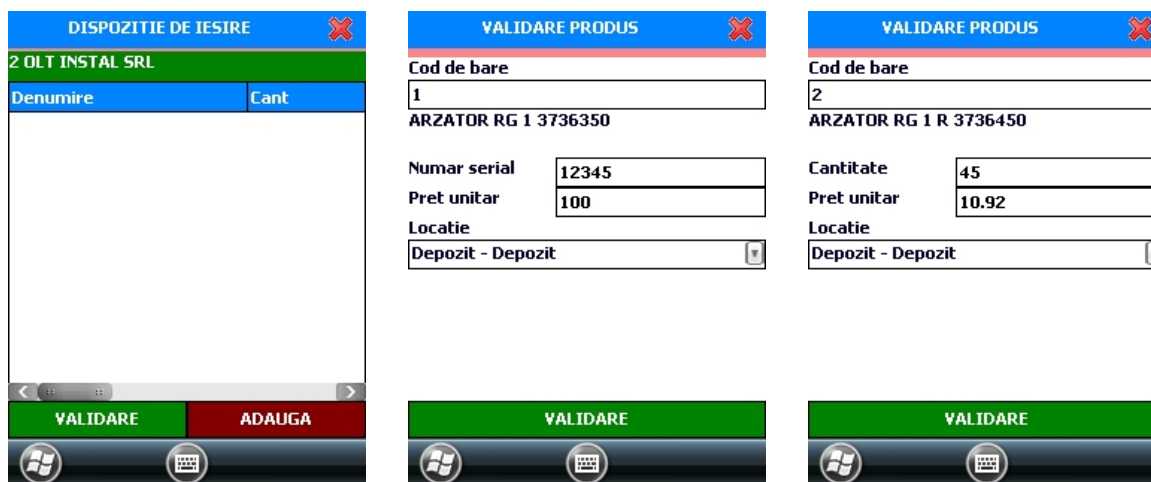 DISPOZITIE DE IESIRE
2 OLT INSTAL SRL
Denumire Cant
VALIDARE ADAUGA
VALIDARE PRODUS
Cod de bare
1
ARZATOR RG 1 3736350
Numar serial 12345
Pret unitar 100
Locatie
Depozit - Depozit
VALIDARE
VALIDARE PRODUS
Cod de bare
2
ARZATOR RG 1 R 3736450
Cantitate 45
Pret unitar 10.92
Locatie
Depozit - Depozit
VALIDARE